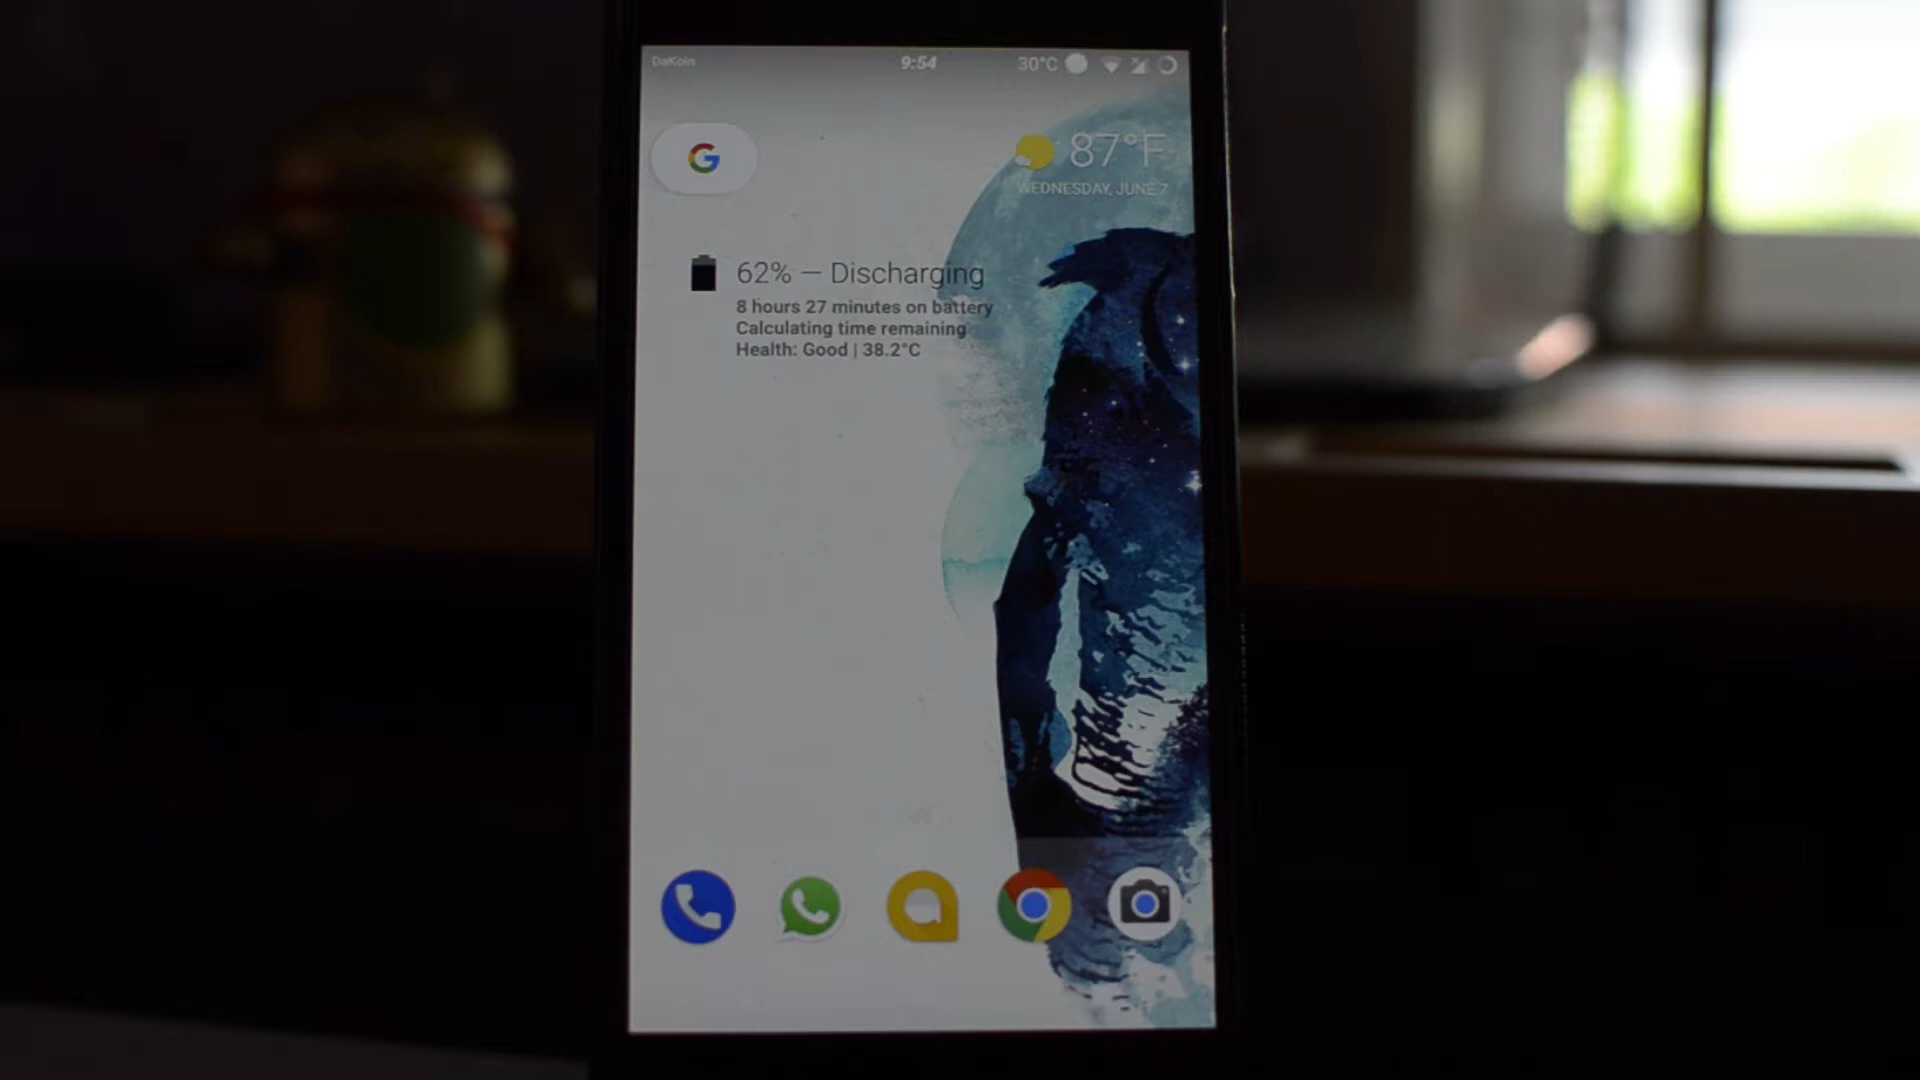 DaKoin
9:54
30°C
G
87°F
WEDNESDAY, JUNE 7
62% — Discharging
8 hours 27 minutes on battery
Calculating time remaining
Health: Good | 38.2°C